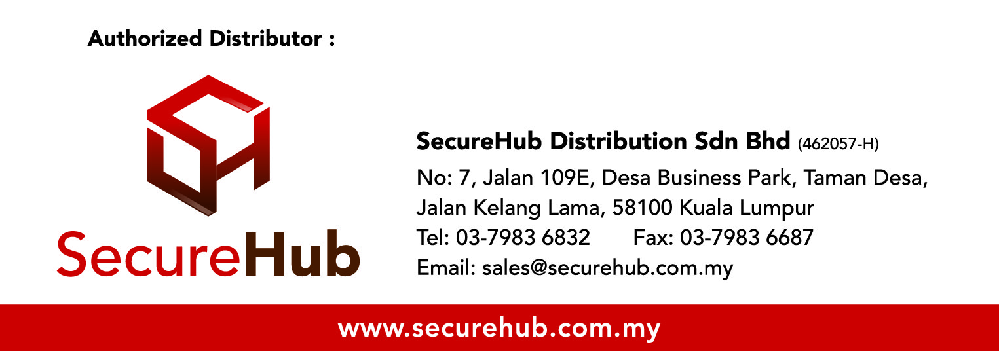 Authorized Distributor :
SecureHub
SecureHub Distribution Sdn Bhd (462057-H)
No: 7, Jalan 109E, Desa Business Park, Taman Desa,
Jalan Kelang Lama, 58100 Kuala Lumpur
Tel: 03-7983 6832 Fax: 03-7983 6687
Email: sales@securehub.com.my
www.securehub.com.my